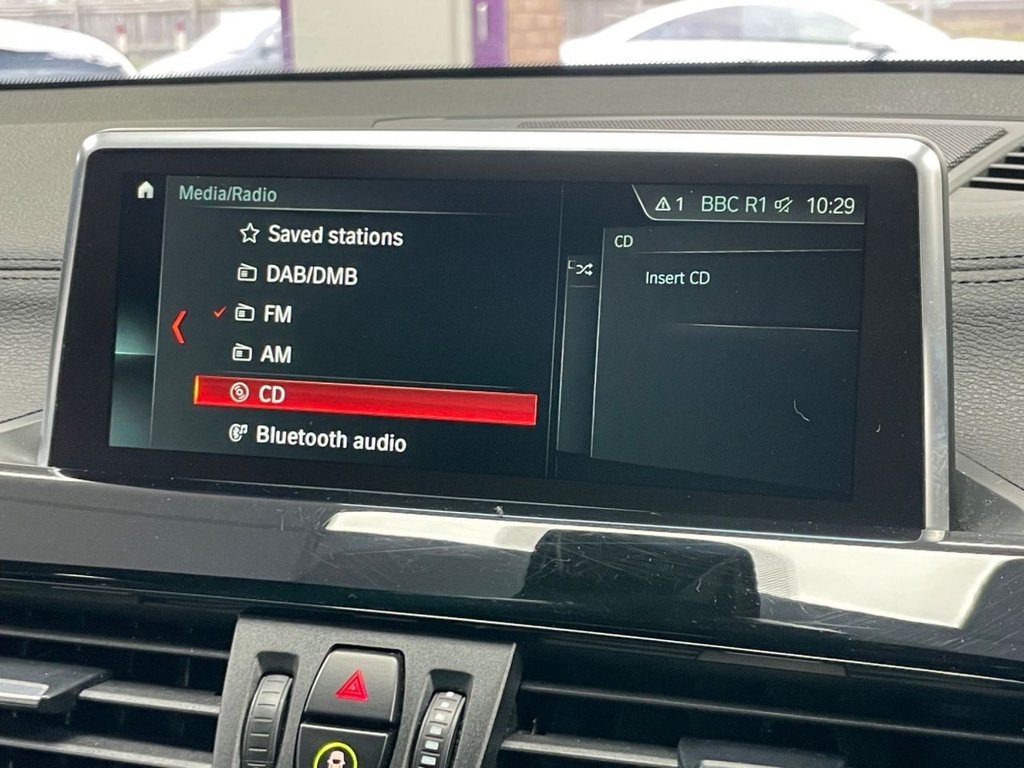 Media/Radio
1 BBC R1 10:29
Saved stations
DAB/DMB
FM
AM
CD
Bluetooth audio
CD
Insert CD